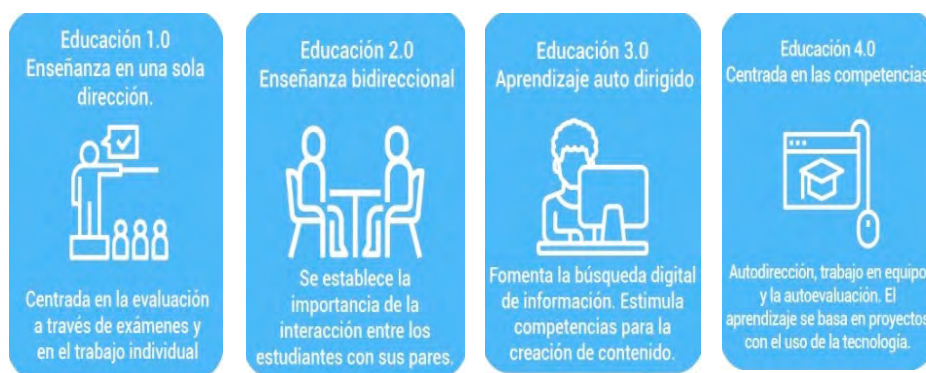 Educación 1.0
Enseñanza en una sola
dirección.
Centrada en la evaluación
a través de exámenes y
en el trabajo individual
Educación 2.0
Enseñanza bidireccional
Se establece la
importancia de la
interacción entre los
estudiantes con sus pares.
Educación 3.0
Aprendizaje auto dirigido
Fomenta la búsqueda digital
de información. Estimula
competencias para la
creación de contenido.
Educación 4.0
Centrada en las competencias
Autodirección, trabajo en equipo
y la autoevaluación. El
aprendizaje se basa en proyectos
con el uso de la tecnología.